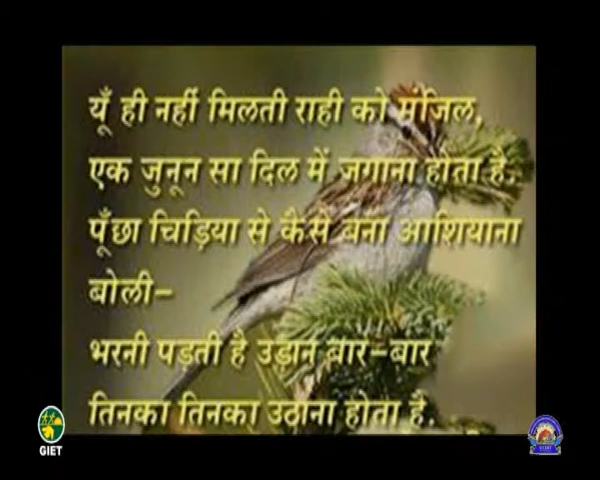 यूँ ही नहीं मिलती राही को मंजिल,
एक जुनून सा दिल में जगाना होता है,
पूँछा चिड़िया से कैसे बना आशियाना
बोली–
भरनी पड़ती है उड़ान बार–बार
तिनका तिनका उठाना होता है.
GIET